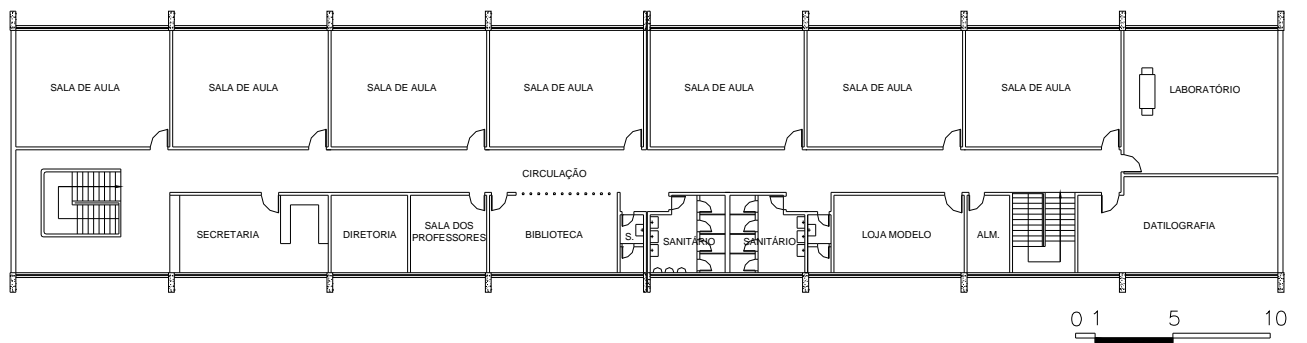 SALA DE AULA
SALA DE AULA
SALA DE AULA
SALA DE AULA
SALA DE AULA
SALA DE AULA
SALA DE AULA
LABORATÓRIO
CIRCULAÇÃO
SECRETARIA
DIRETORIA
SALA DOS
PROFESSORES
BIBLIOTECA
S.
SANITÁRIO
SANITÁRIO
LOJA MODELO
ALM.
DATILOGRAFIA
0 1 5 10